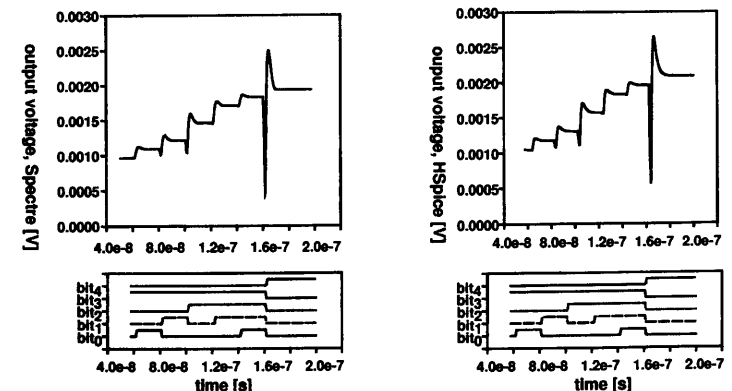 output voltage, Spectre [V]
0.0030
0.0025
0.0020
0.0015
0.0010
0.0005
0.0000
4.0e-8 8.0e-8 1.2e-7 1.6e-7 2.0e-7
bit4
bit3
bit2
bit1
bit0
4.0e-8 8.0e-8 1.2e-7 1.6e-7 2.0e-7
time [s]
ouput voltage, HSpice [V]
0.0030
0.0025
0.0020
0.0015
0.0010
0.0005
0.0000
4.0e-8 8.0e-8 1.2e-7 1.6e-7 2.0e-7
bit4
bit3
bit2
bit1
bit0
4.0e-8 8.0e-8 1.2e-7 1.6e-7 2.0e-7
time [s]